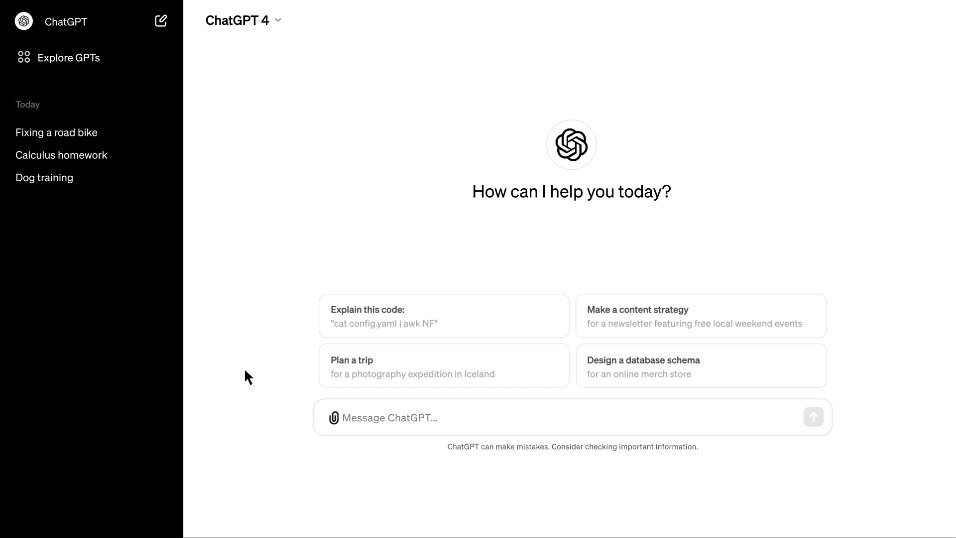 ChatGPT
Explore GPTs
Today
Fixing a road bike
Calculus homework
Dog training
ChatGPT 4
How can I help you today?
Explain this code:
"cat config.yaml | awk NF"
Make a content strategy
for a newsletter featuring free local weekend events
Plan a trip
for a photography expedition in Iceland
Design a database schema
for an online merch store
Message ChatGPT...
ChatGPT can make mistakes. Consider checking important information.